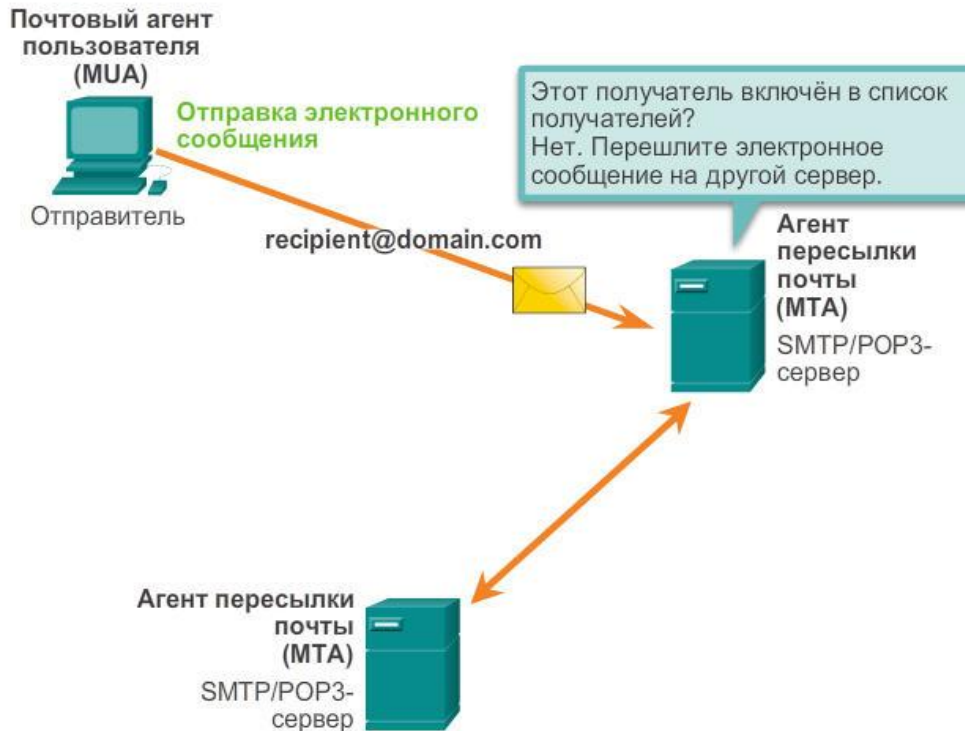 Почтовый агент
пользователя
(MUA)
Отправка электронного
сообщения
Отправитель
recipient@domain.com
Этот получатель включён в список
получателей?
Нет. Перешлите электронное
сообщение на другой сервер.
Агент
пересылки
почты
(MTA)
SMTP/POP3-
сервер
Агент пересылки
почты
(MTA)
SMTP/POP3-
сервер